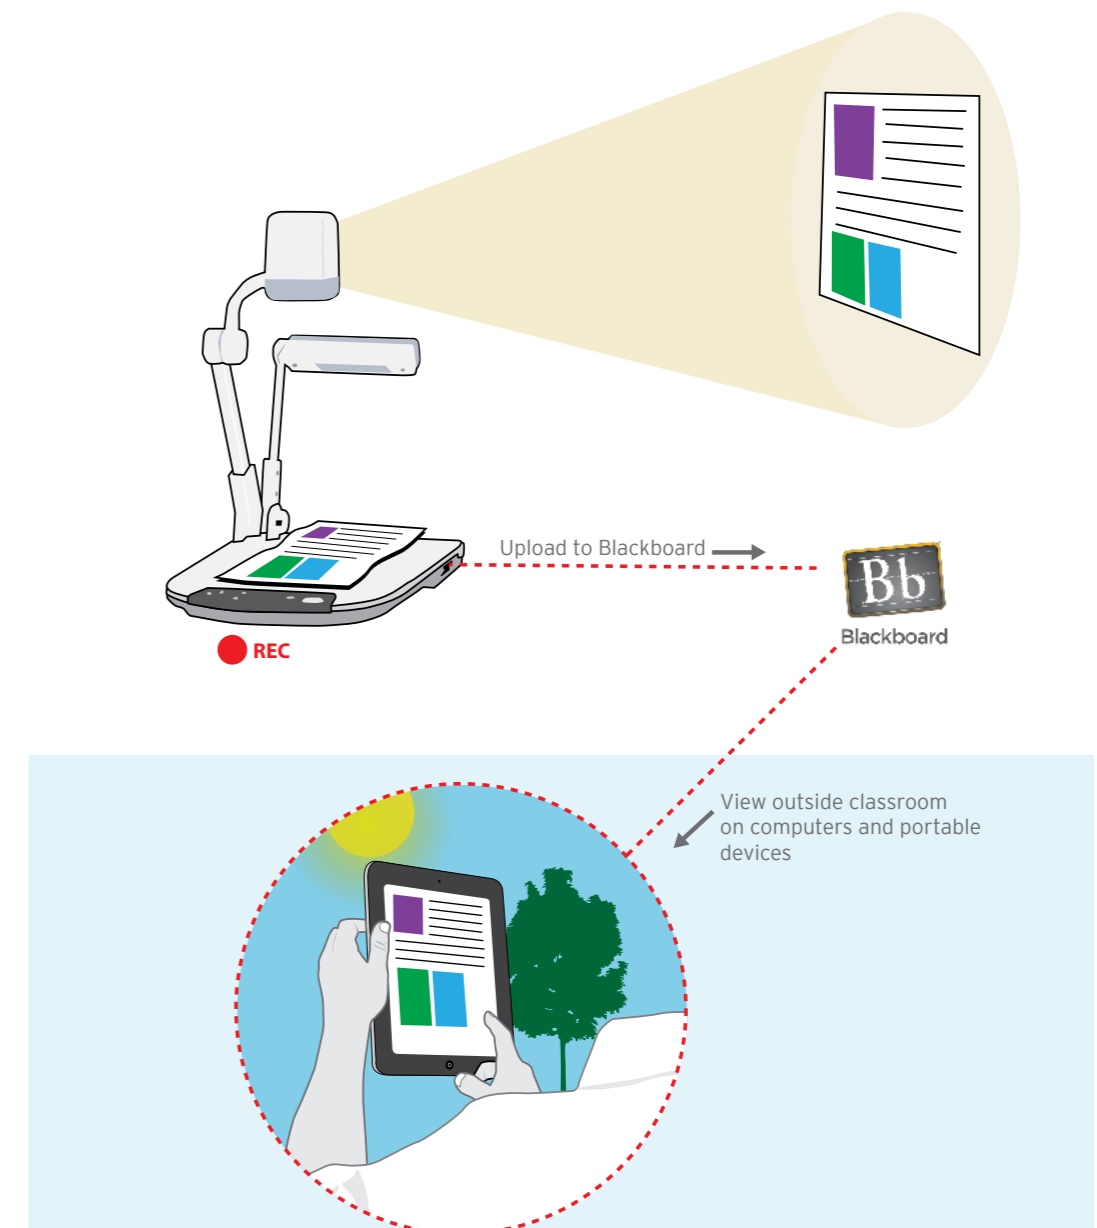 Upload to Blackboard
Bb
Blackboard
REC
View outside classroom
on computers and portable
devices